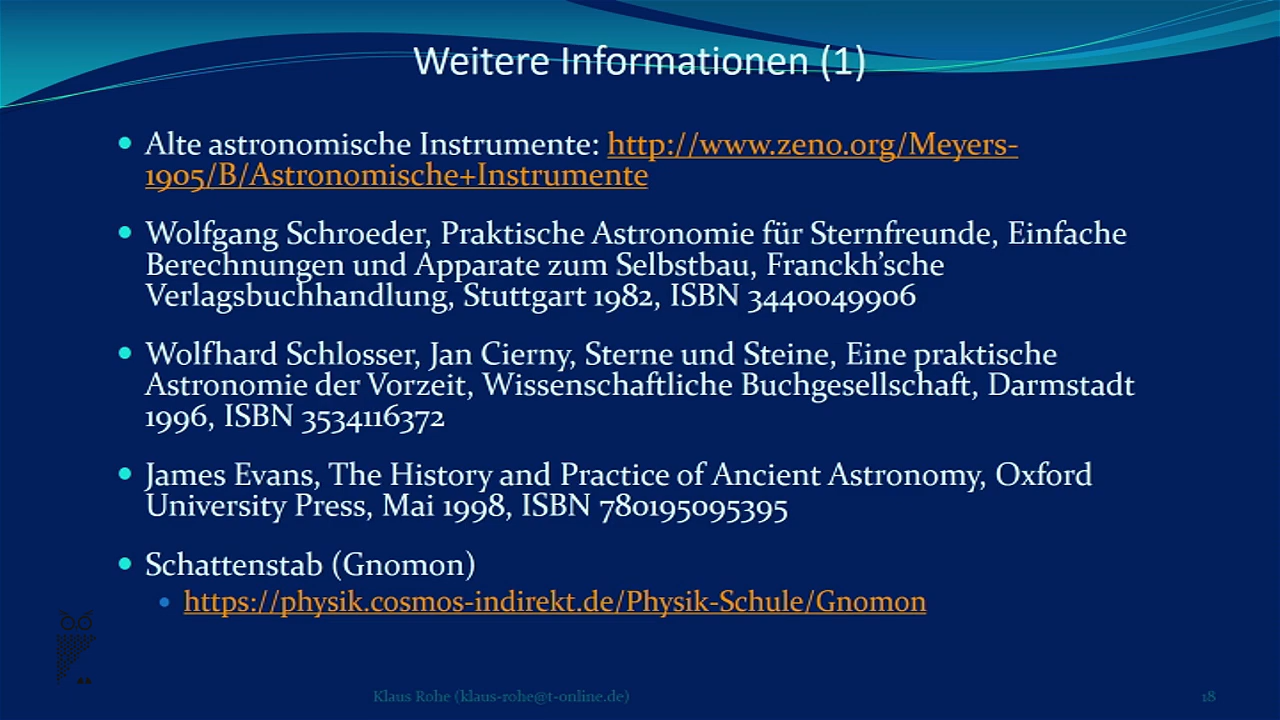 Weitere Informationen (1)
• Alte astronomische Instrumente: http://www.zeno.org/Meyers-
1905/B/Astronomische+Instrumente
• Wolfgang Schroeder, Praktische Astronomie für Sternfreunde, Einfache
Berechnungen und Apparate zum Selbstbau, Franckh’sche
Verlagsbuchhandlung, Stuttgart 1982, ISBN 3440049906
• Wolfhard Schlosser, Jan Cierny, Sterne und Steine, Eine praktische
Astronomie der Vorzeit, Wissenschaftliche Buchgesellschaft, Darmstadt
1996, ISBN 3534116372
• James Evans, The History and Practice of Ancient Astronomy, Oxford
University Press, Mai 1998, ISBN 780195095395
• Schattenstab (Gnomon)
• https://physik.cosmos-indirekt.de/Physik-Schule/Gnomon
Klaus Rohe (klaus-rohe@t-online.de)
18